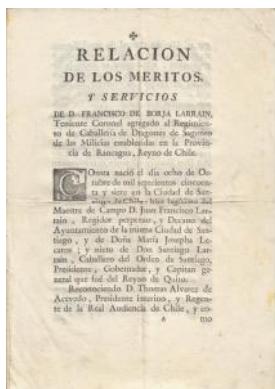 RELACION
DE LOS MERITOS,
Y SERVICIOS
DE D. FRANCISCO DE BORJA LARRAIN,
Teniente Coronel agregado al Regimien-
to de Caballería de Dragones de Sagunto
de las Milicias establecidas en la Provin-
cia de Rancagua, Reyno de Chile.
Consta nació el dia ocho de Oc-
tubre de mil setecientos cincuen-
ta y siete en la Ciudad de San-
tiago de Chile: hijo legítimo del
Maestre de Campo D. Juan Francisco Lar-
rain, Regidor perpetuo, y Decano del
Ayuntamiento de la misma Ciudad de San-
tiago, y de Doña María Josepha Le-
caros; y nieto de Don Santiago Lar-
rain, Caballero del Orden de Santiago,
Presidente, Gobernador, y Capitan ge-
neral que fué del Reyno de Quito.
Reconociendo D. Thomas Alvarez de
Acevedo, Presidente interino, y Regen-
te de la Real Audiencia de Chile, y co-
mo